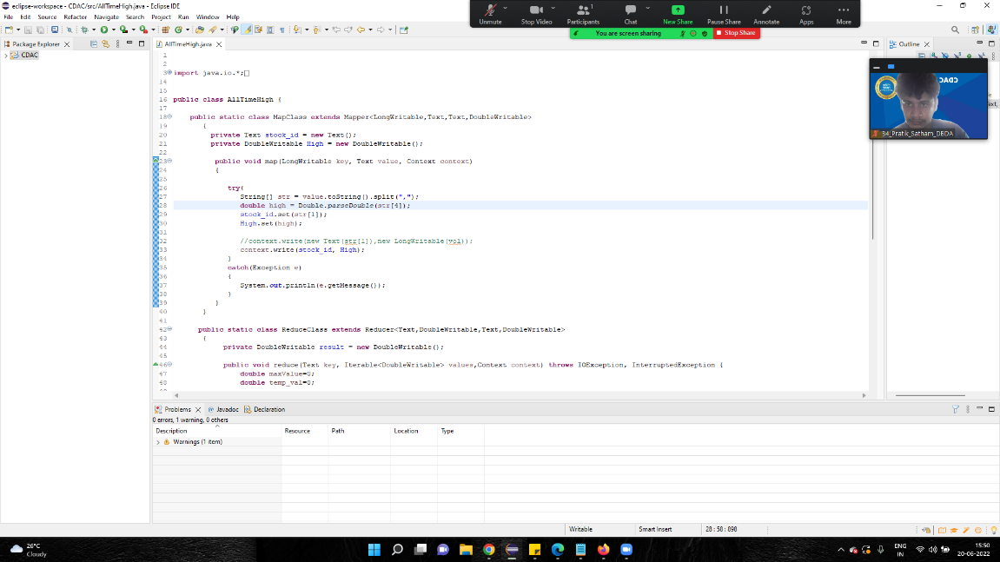 eclipse-workspace - CDAC/src/AllTimeHigh.java - Eclipse IDE
File Edit Source Refactor Navigate Search Project Run Window Help
Unmute Stop Video Participants 1 Chat New Share Pause Share Annotate Apps More
You are screen sharing Stop Share
Package Explorer
CDAC
AllTimeHigh.java
Outline
1
2
3 import java.io.*;
14
15
16 public class AllTimeHigh {
17
18 public static class MapClass extends Mapper<LongWritable,Text,Text,DoubleWritable>
19 {
20 private Text stock_id = new Text();
21 private DoubleWritable High = new DoubleWritable();
22
23 public void map(LongWritable key, Text value, Context context)
24 {
25
26 try{
27 String[] str = value.toString().split(",");
28 double high = Double.parseDouble(str[4]);
29 stock_id.set(str[1]);
30 High.set(high);
31
32 //context.write(new Text(str[1]),new LongWritable(vol));
33 context.write(stock_id, High);
34 }
35 catch(Exception e)
36 {
37 System.out.println(e.getMessage());
38 }
39 }
40 }
41
42 public static class ReduceClass extends Reducer<Text,DoubleWritable,Text,DoubleWritable>
43 {
44 private DoubleWritable result = new DoubleWritable();
45
46 public void reduce(Text key, Iterable<DoubleWritable> values,Context context) throws IOException, InterruptedException {
47 double maxValue=0;
48 double temp_val=0;
CDAC
34_Pratik_Satham_DBDA
Problems Javadoc Declaration
0 errors, 1 warning, 0 others
Description Resource Path Location Type
Warnings (1 item)
Writable Smart Insert 28 : 58 : 898
26°C
Cloudy
ENG
IN
15:50
20-06-2022